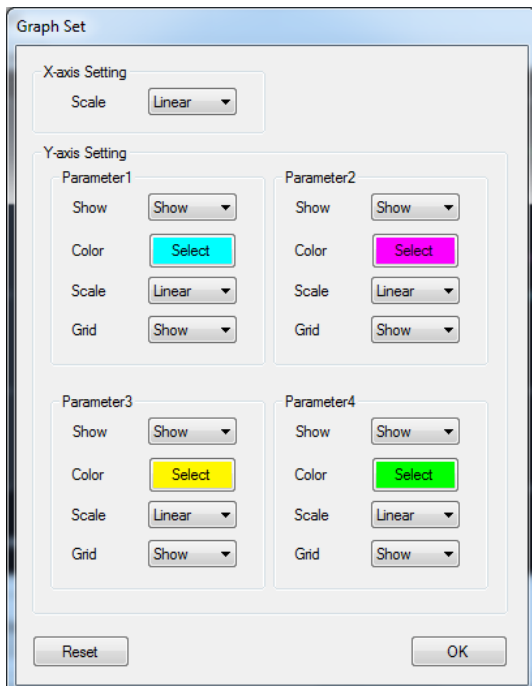 Graph Set
X-axis Setting
Scale Linear
Y-axis Setting
Parameter1 Parameter2
Show Show Show Show
Color Select Color Select
Scale Linear Scale Linear
Grid Show Grid Show
Parameter3 Parameter4
Show Show Show Show
Color Select Color Select
Scale Linear Scale Linear
Grid Show Grid Show
Reset OK